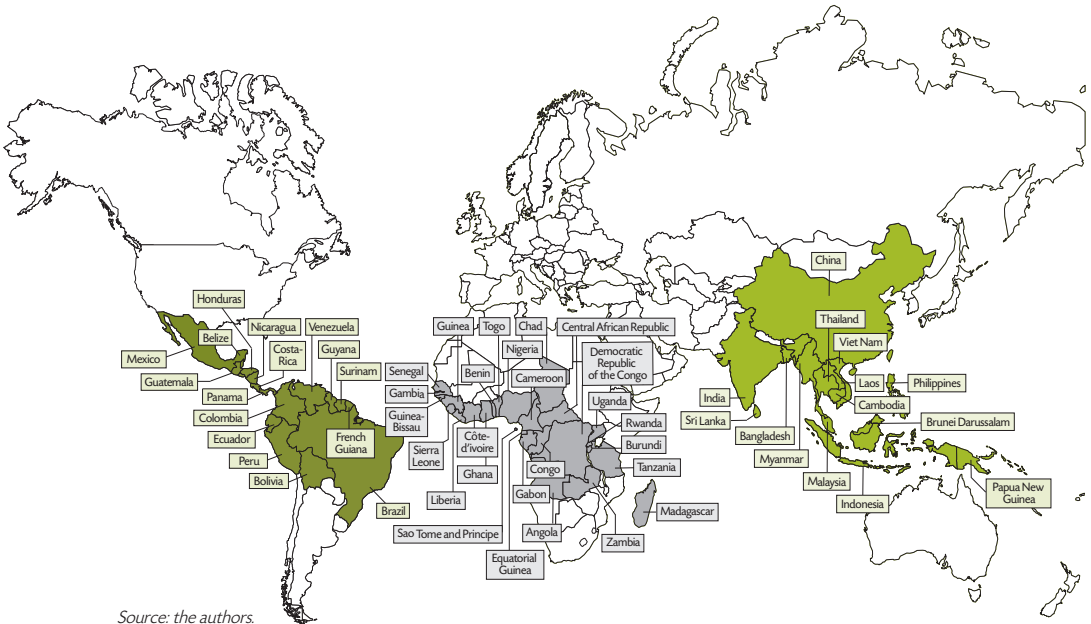 Honduras
Nicaragua
Venezuela
Belize
Costa-
Rica
Guyana
Mexico
Surinam
Guatemala
Panama
Colombia
Ecuador
French
Guiana
Peru
Bolivia
Brazil
Guinea
Togo
Chad
Central African Republic
Nigeria
Democratic
Republic
of the Congo
Senegal
Benin
Cameroon
Gambia
Uganda
Guinea-
Bissau
Rwanda
Sierra
Leone
Côte-
d'ivoire
Burundi
Ghana
Congo
Tanzania
Liberia
Gabon
Madagascar
Sao Tome and Principe
Angola
Zambia
Equatorial
Guinea
China
Thailand
Viet Nam
Laos
Philippines
India
Cambodia
Sri Lanka
Brunei Darussalam
Bangladesh
Myanmar
Malaysia
Papua New
Guinea
Indonesia
Source: the authors.